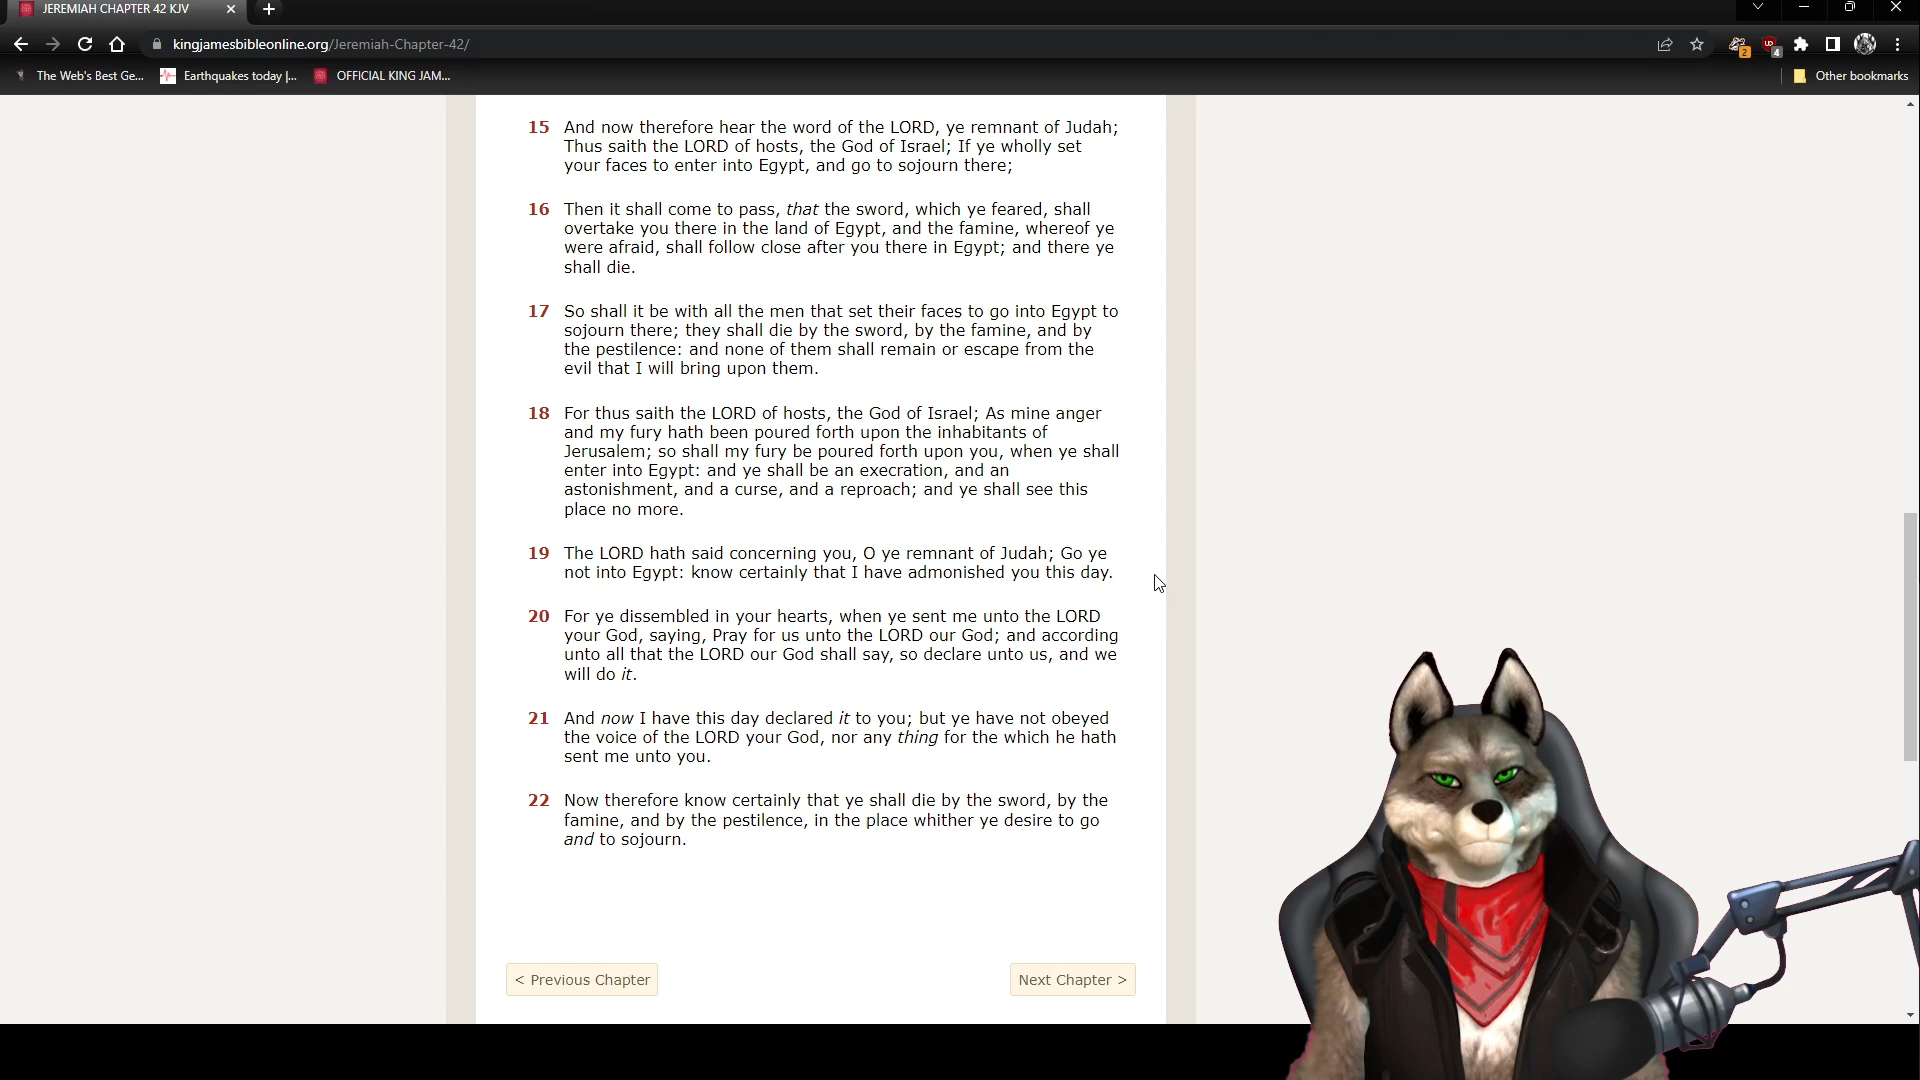 JEREMIAH CHAPTER 42 KJV
kingjamesbibleonline.org/Jeremiah-Chapter-42/
2
4
The Web's Best Ge...
Earthquakes today |...
OFFICIAL KING JAM...
Other bookmarks
15 And now therefore hear the word of the LORD, ye remnant of Judah;
Thus saith the LORD of hosts, the God of Israel; If ye wholly set
your faces to enter into Egypt, and go to sojourn there;
16 Then it shall come to pass, that the sword, which ye feared, shall
overtake you there in the land of Egypt, and the famine, whereof ye
were afraid, shall follow close after you there in Egypt; and there ye
shall die.
17 So shall it be with all the men that set their faces to go into Egypt to
sojourn there; they shall die by the sword, by the famine, and by
the pestilence: and none of them shall remain or escape from the
evil that I will bring upon them.
18 For thus saith the LORD of hosts, the God of Israel; As mine anger
and my fury hath been poured forth upon the inhabitants of
Jerusalem; so shall my fury be poured forth upon you, when ye shall
enter into Egypt: and ye shall be an execration, and an
astonishment, and a curse, and a reproach; and ye shall see this
place no more.
19 The LORD hath said concerning you, O ye remnant of Judah; Go ye
not into Egypt: know certainly that I have admonished you this day.
20 For ye dissembled in your hearts, when ye sent me unto the LORD
your God, saying, Pray for us unto the LORD our God; and according
unto all that the LORD our God shall say, so declare unto us, and we
will do it.
21 And now I have this day declared it to you; but ye have not obeyed
the voice of the LORD your God, nor any thing for the which he hath
sent me unto you.
22 Now therefore know certainly that ye shall die by the sword, by the
famine, and by the pestilence, in the place whither ye desire to go
and to sojourn.
< Previous Chapter
Next Chapter >